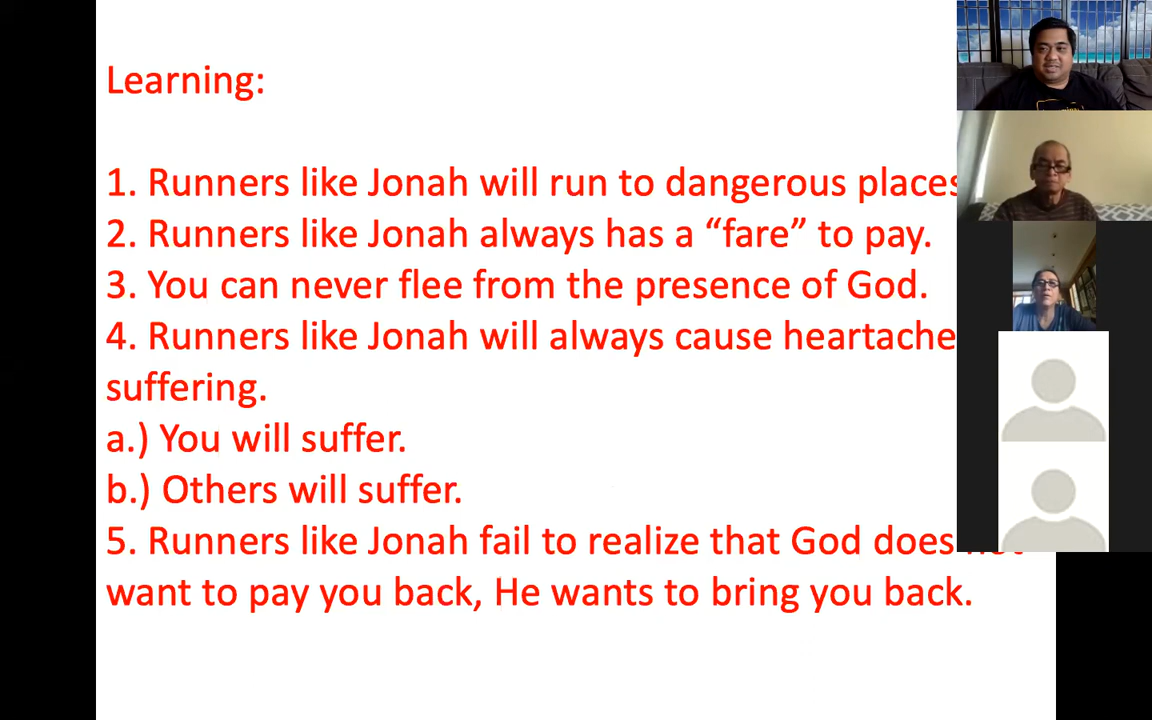 Learning:
1. Runners like Jonah will run to dangerous places
2. Runners like Jonah always has a “fare” to pay.
3. You can never flee from the presence of God.
4. Runners like Jonah will always cause heartache
suffering.
a.) You will suffer.
b.) Others will suffer.
5. Runners like Jonah fail to realize that God does not
want to pay you back, He wants to bring you back.